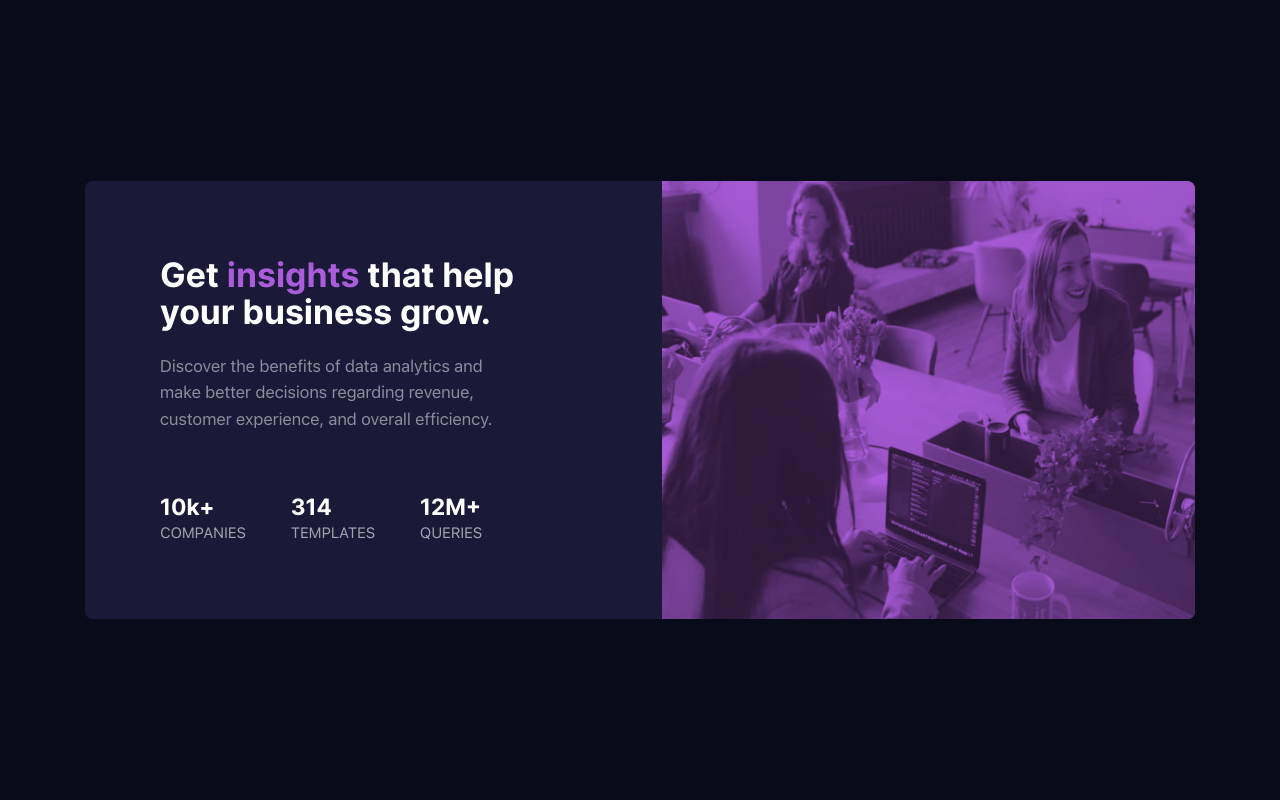 Get insights that help
your business grow.
Discover the benefits of data analytics and
make better decisions regarding revenue,
customer experience, and overall efficiency.
10k+ 314 12M+
COMPANIES TEMPLATES QUERIES